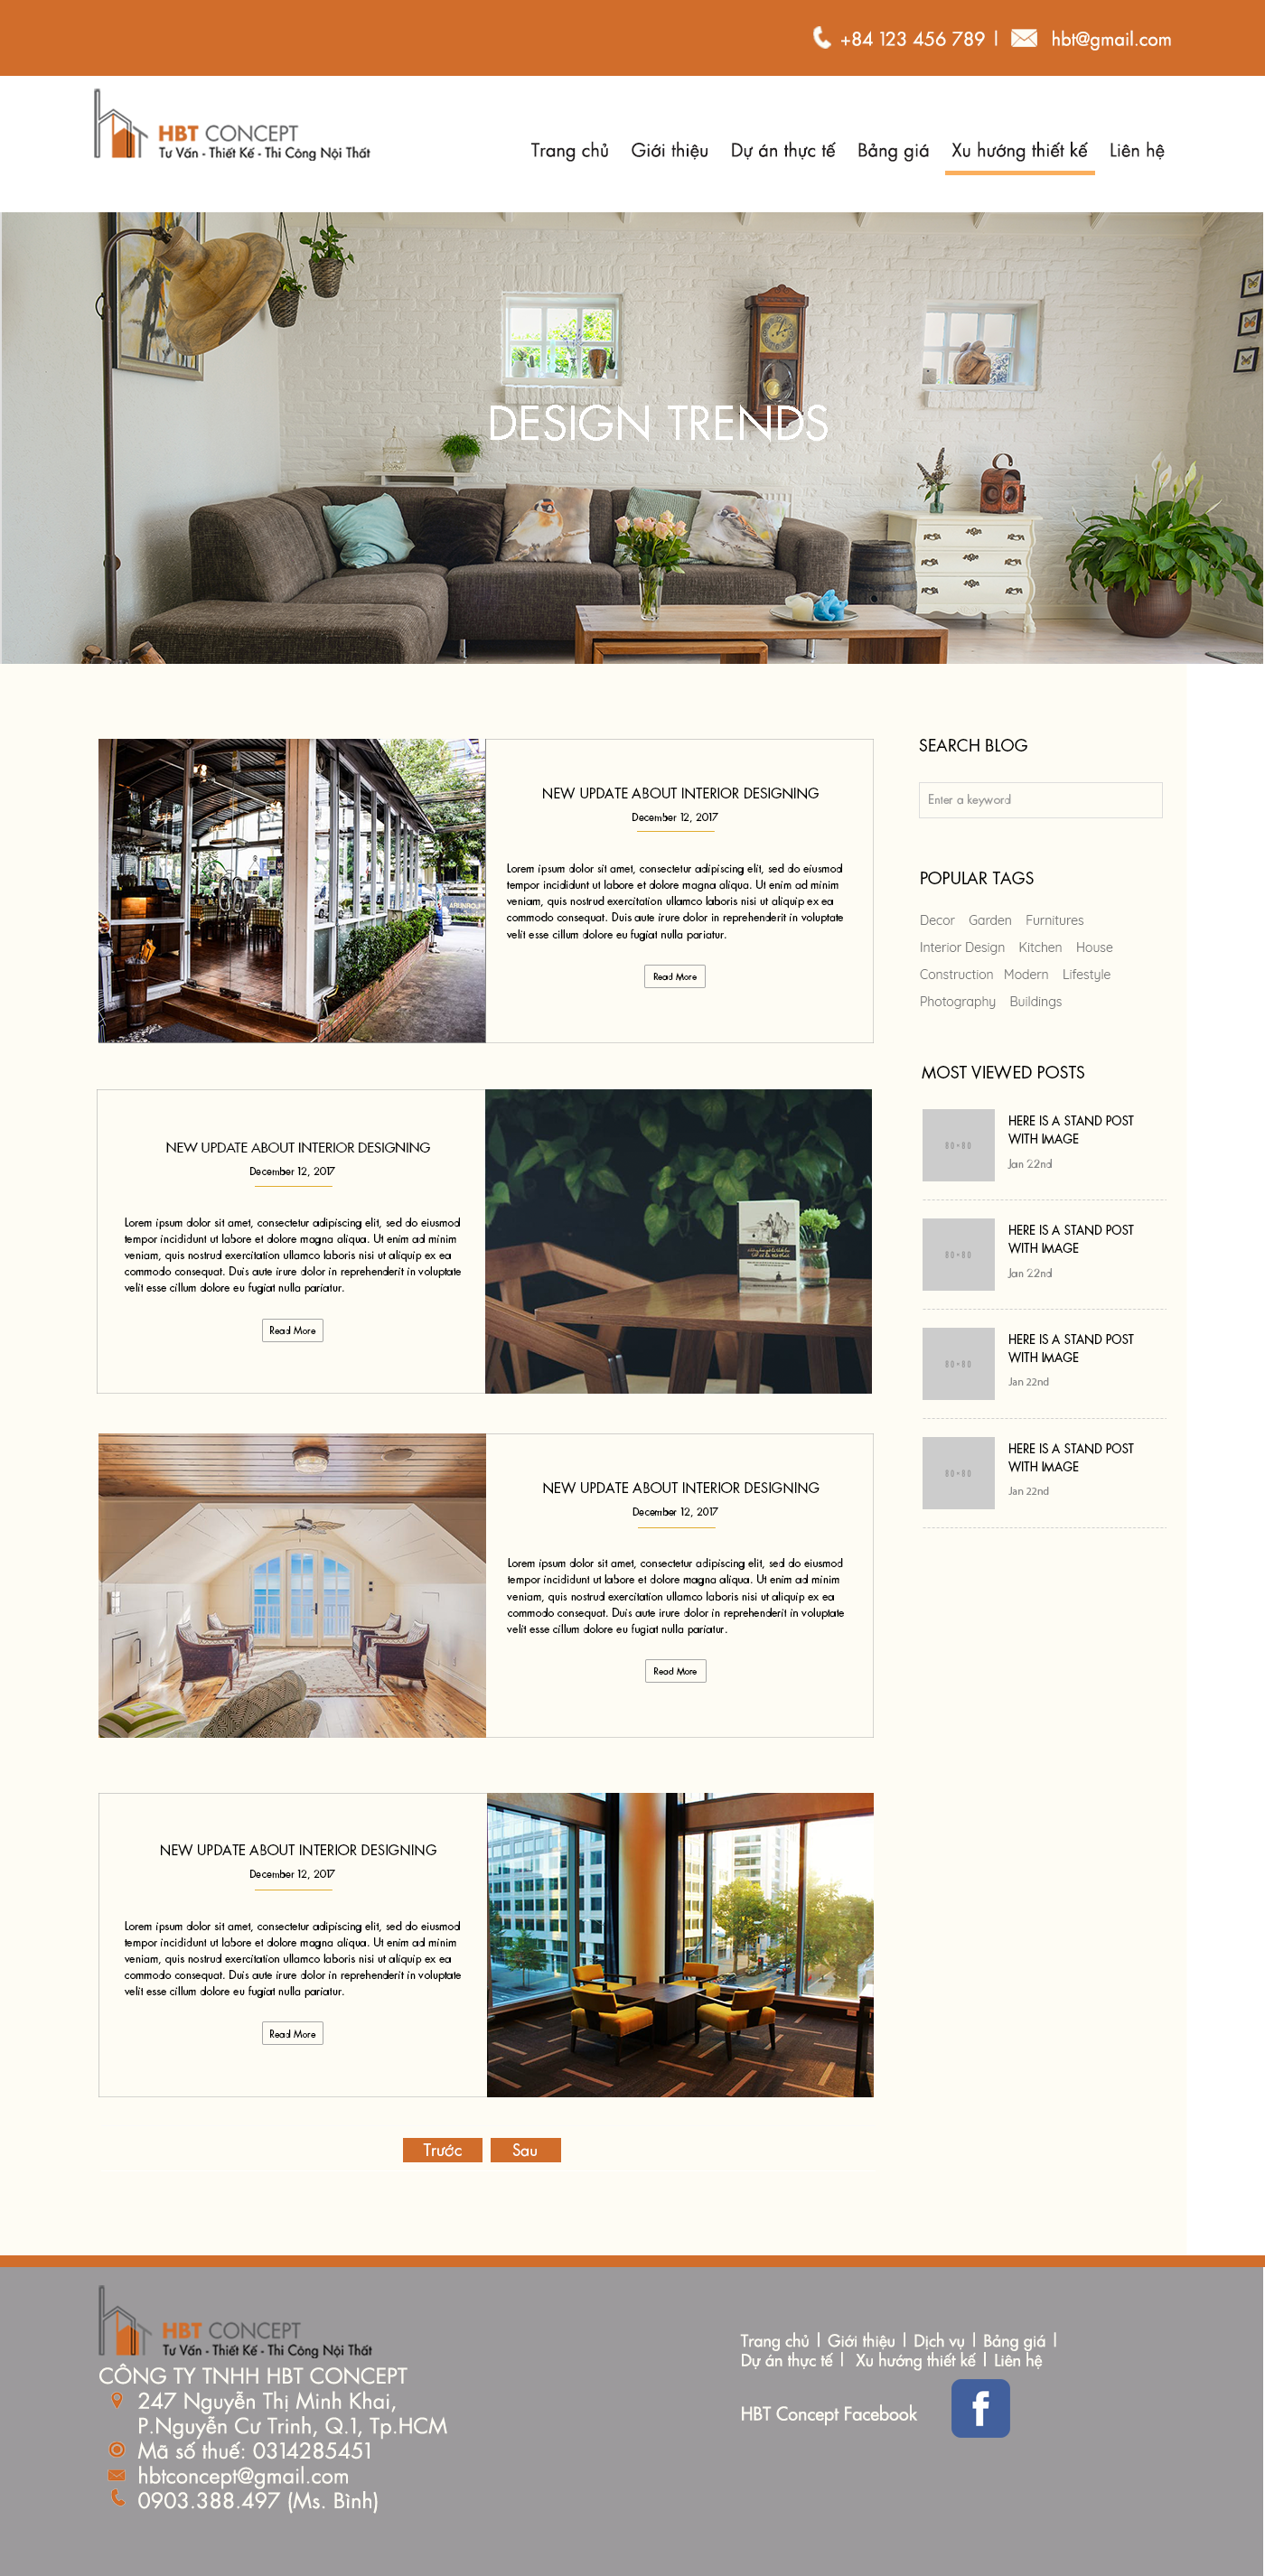 +84 123 456 789 | hbt@gmail.com
HBT CONCEPT
Tư Vấn - Thiết Kế - Thi Công Nội Thất
Trang chủ Giới thiệu Dự án thực tế Bảng giá Xu hướng thiết kế Liên hệ
DESIGN TRENDS
NEW UPDATE ABOUT INTERIOR DESIGNING
December 12, 2017
Lorem ipsum dolor sit amet, consectetur adipiscing elit, sed do eiusmod
tempor incididunt ut labore et dolore magna aliqua. Ut enim ad minim
veniam, quis nostrud exercitation ullamco laboris nisi ut aliquip ex ea
commodo consequat. Duis aute irure dolor in reprehenderit in voluptate
velit esse cillum dolore eu fugiat nulla pariatur.
Read More
NEW UPDATE ABOUT INTERIOR DESIGNING
December 12, 2017
Lorem ipsum dolor sit amet, consectetur adipiscing elit, sed do eiusmod
tempor incididunt ut labore et dolore magna aliqua. Ut enim ad minim
veniam, quis nostrud exercitation ullamco laboris nisi ut aliquip ex ea
commodo consequat. Duis aute irure dolor in reprehenderit in voluptate
velit esse cillum dolore eu fugiat nulla pariatur.
Read More
NEW UPDATE ABOUT INTERIOR DESIGNING
December 12, 2017
Lorem ipsum dolor sit amet, consectetur adipiscing elit, sed do eiusmod
tempor incididunt ut labore et dolore magna aliqua. Ut enim ad minim
veniam, quis nostrud exercitation ullamco laboris nisi ut aliquip ex ea
commodo consequat. Duis aute irure dolor in reprehenderit in voluptate
velit esse cillum dolore eu fugiat nulla pariatur.
Read More
NEW UPDATE ABOUT INTERIOR DESIGNING
December 12, 2017
Lorem ipsum dolor sit amet, consectetur adipiscing elit, sed do eiusmod
tempor incididunt ut labore et dolore magna aliqua. Ut enim ad minim
veniam, quis nostrud exercitation ullamco laboris nisi ut aliquip ex ea
commodo consequat. Duis aute irure dolor in reprehenderit in voluptate
velit esse cillum dolore eu fugiat nulla pariatur.
Read More
Trước Sau
SEARCH BLOG
Enter a keyword
POPULAR TAGS
Decor Garden Furnitures
Interior Design Kitchen House
Construction Modern Lifestyle
Photography Buildings
MOST VIEWED POSTS
80×80
HERE IS A STAND POST
WITH IMAGE
Jan 22nd
80×80
HERE IS A STAND POST
WITH IMAGE
Jan 22nd
80×80
HERE IS A STAND POST
WITH IMAGE
Jan 22nd
80×80
HERE IS A STAND POST
WITH IMAGE
Jan 22nd
HBT CONCEPT
Tư Vấn - Thiết Kế - Thi Công Nội Thất
CÔNG TY TNHH HBT CONCEPT
247 Nguyễn Thị Minh Khai,
P.Nguyễn Cư Trinh, Q.1, Tp.HCM
Mã số thuế: 0314285451
hbtconcept@gmail.com
0903.388.497 (Ms. Bình)
Trang chủ | Giới thiệu | Dịch vụ | Bảng giá |
Dự án thực tế | Xu hướng thiết kế | Liên hệ
HBT Concept Facebook
f